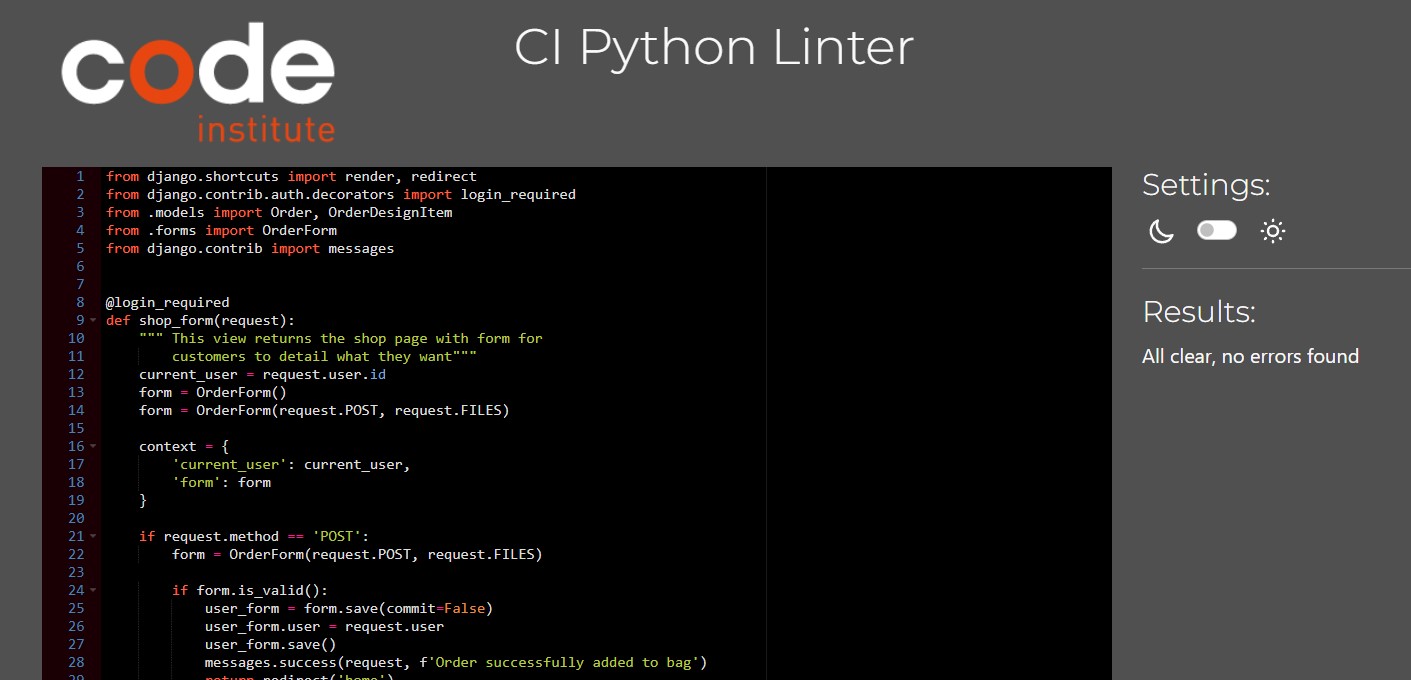 code
institute
CI Python Linter
1 from django.shortcuts import render, redirect
2 from django.contrib.auth.decorators import login_required
3 from .models import Order, OrderDesignItem
4 from .forms import OrderForm
5 from django.contrib import messages
6
7
8 @login_required
9 def shop_form(request):
10     """ This view returns the shop page with form for
11         customers to detail what they want"""
12     current_user = request.user.id
13     form = OrderForm()
14     form = OrderForm(request.POST, request.FILES)
15
16     context = {
17         'current_user': current_user,
18         'form': form
19     }
20
21     if request.method == 'POST':
22         form = OrderForm(request.POST, request.FILES)
23
24         if form.is_valid():
25             user_form = form.save(commit=False)
26             user_form.user = request.user
27             user_form.save()
28             messages.success(request, f'Order successfully added to bag')
29             return redirect('home')
Settings:
Results:
All clear, no errors found